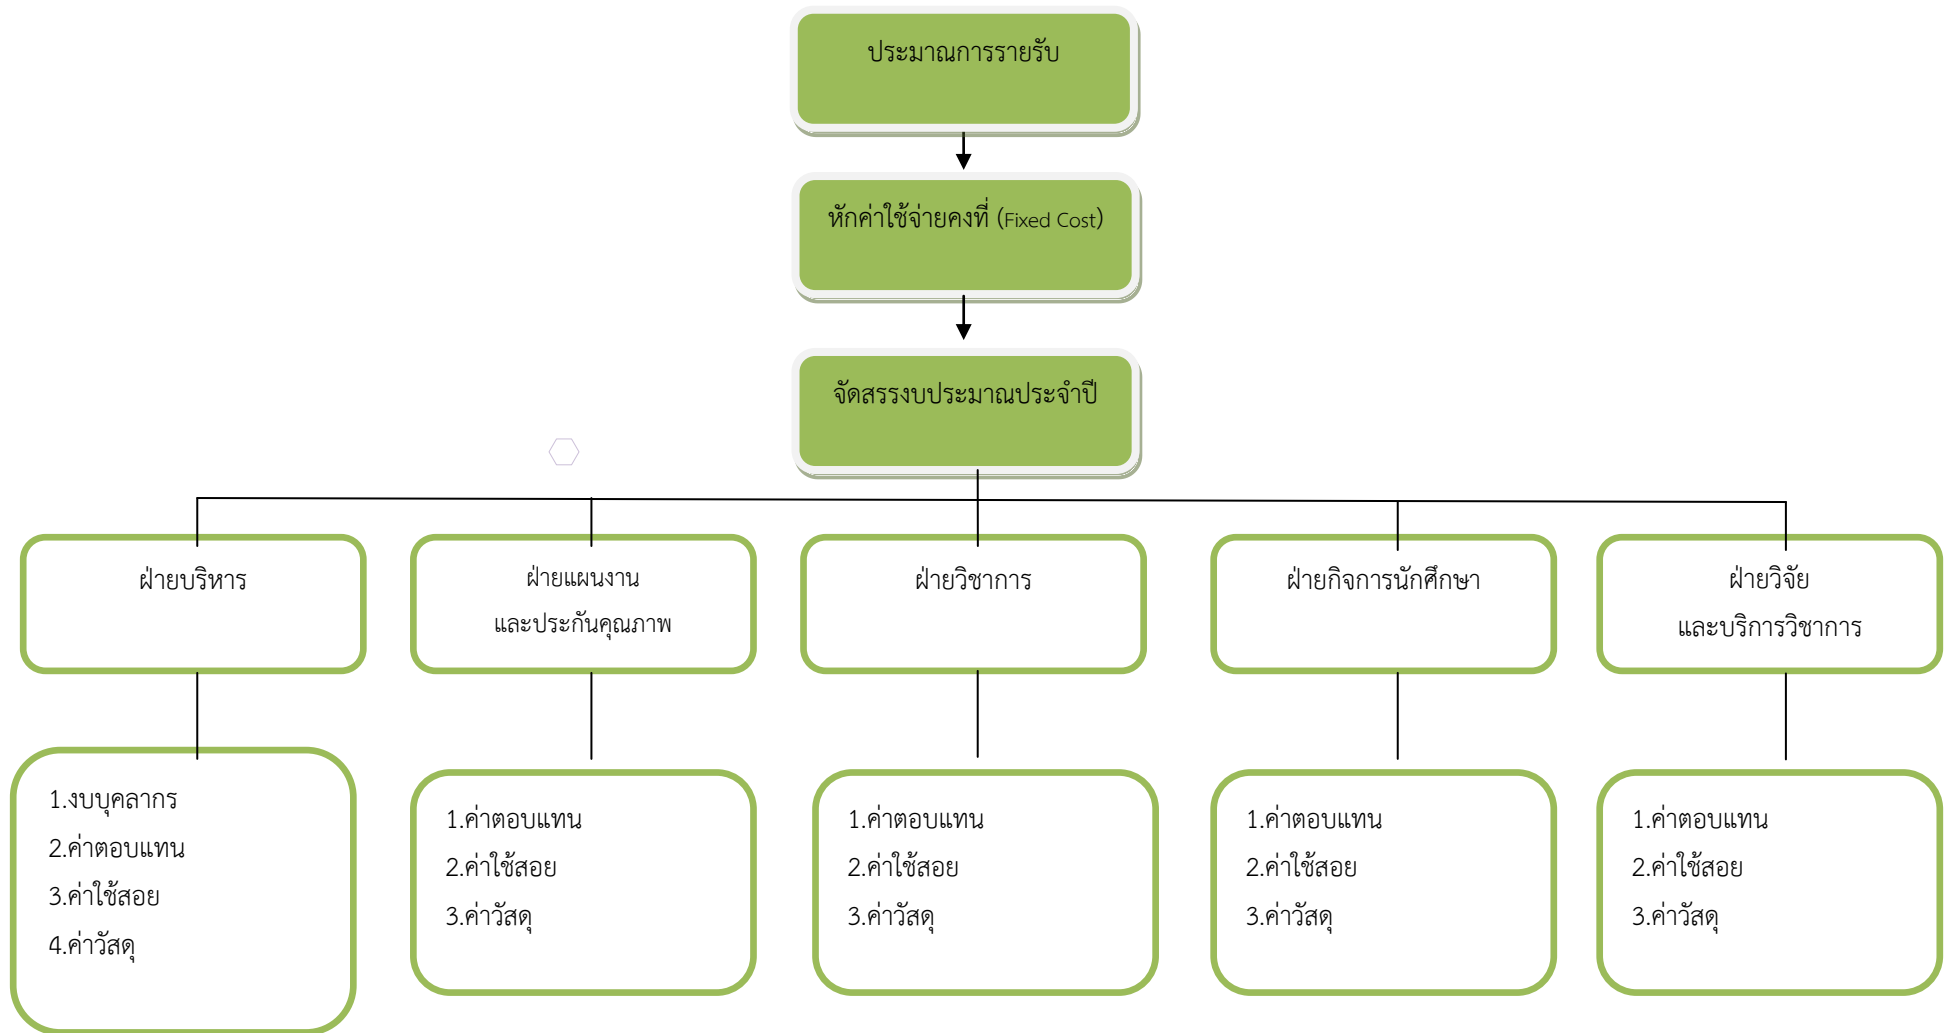 ประมาณการรายรับ
หักค่าใช้จ่ายคงที่ (Fixed Cost)
จัดสรรงบประมาณประจำปี
ฝ่ายบริหาร
ฝ่ายแผนงาน
และประกันคุณภาพ
ฝ่ายวิชาการ
ฝ่ายกิจการนักศึกษา
ฝ่ายวิจัย
และบริการวิชาการ
1.งบบุคลากร
2.ค่าตอบแทน
3.ค่าใช้สอย
4.ค่าวัสดุ
1.ค่าตอบแทน
2.ค่าใช้สอย
3.ค่าวัสดุ
1.ค่าตอบแทน
2.ค่าใช้สอย
3.ค่าวัสดุ
1.ค่าตอบแทน
2.ค่าใช้สอย
3.ค่าวัสดุ
1.ค่าตอบแทน
2.ค่าใช้สอย
3.ค่าวัสดุ